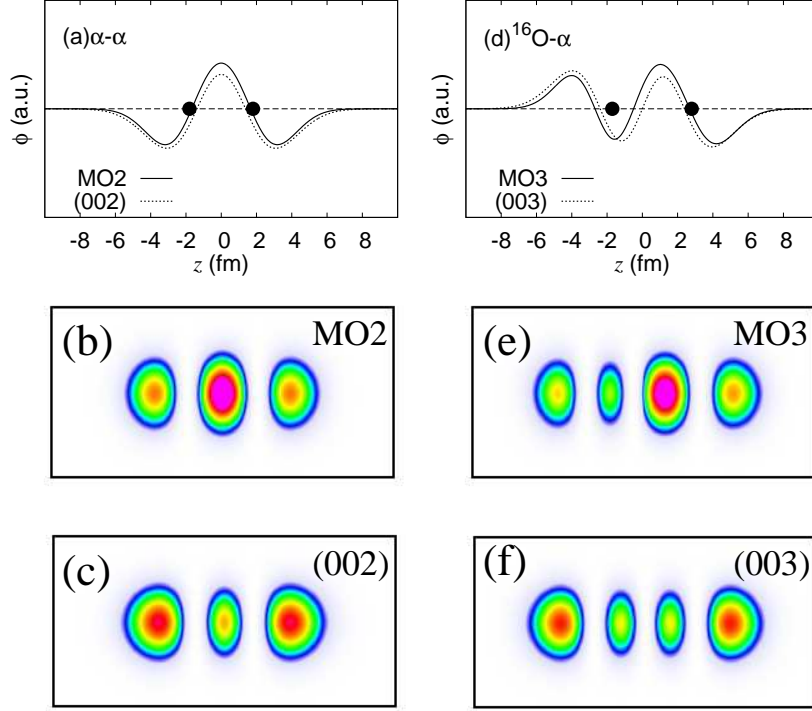 (a)α-α
ϕ (a.u.)
MO2
(002)
-8 -6 -4 -2 0 2 4 6 8
z (fm)
(d)¹⁶O-α
ϕ (a.u.)
MO3
(003)
-8 -6 -4 -2 0 2 4 6 8
z (fm)
(b) MO2
(e) MO3
(c) (002)
(f) (003)